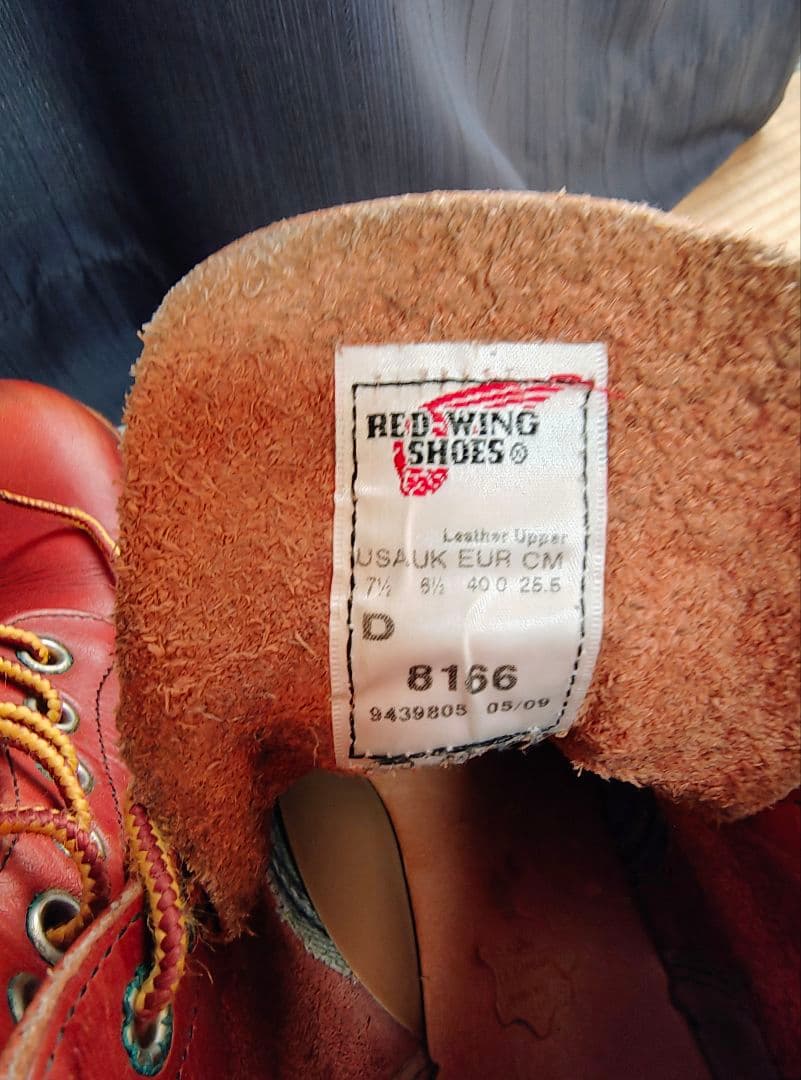 RED WING
SHOES®
Leather Upper
USA UK EUR CM
7½ 6½ 40 0 25.5
D
8166
9439805 05/09